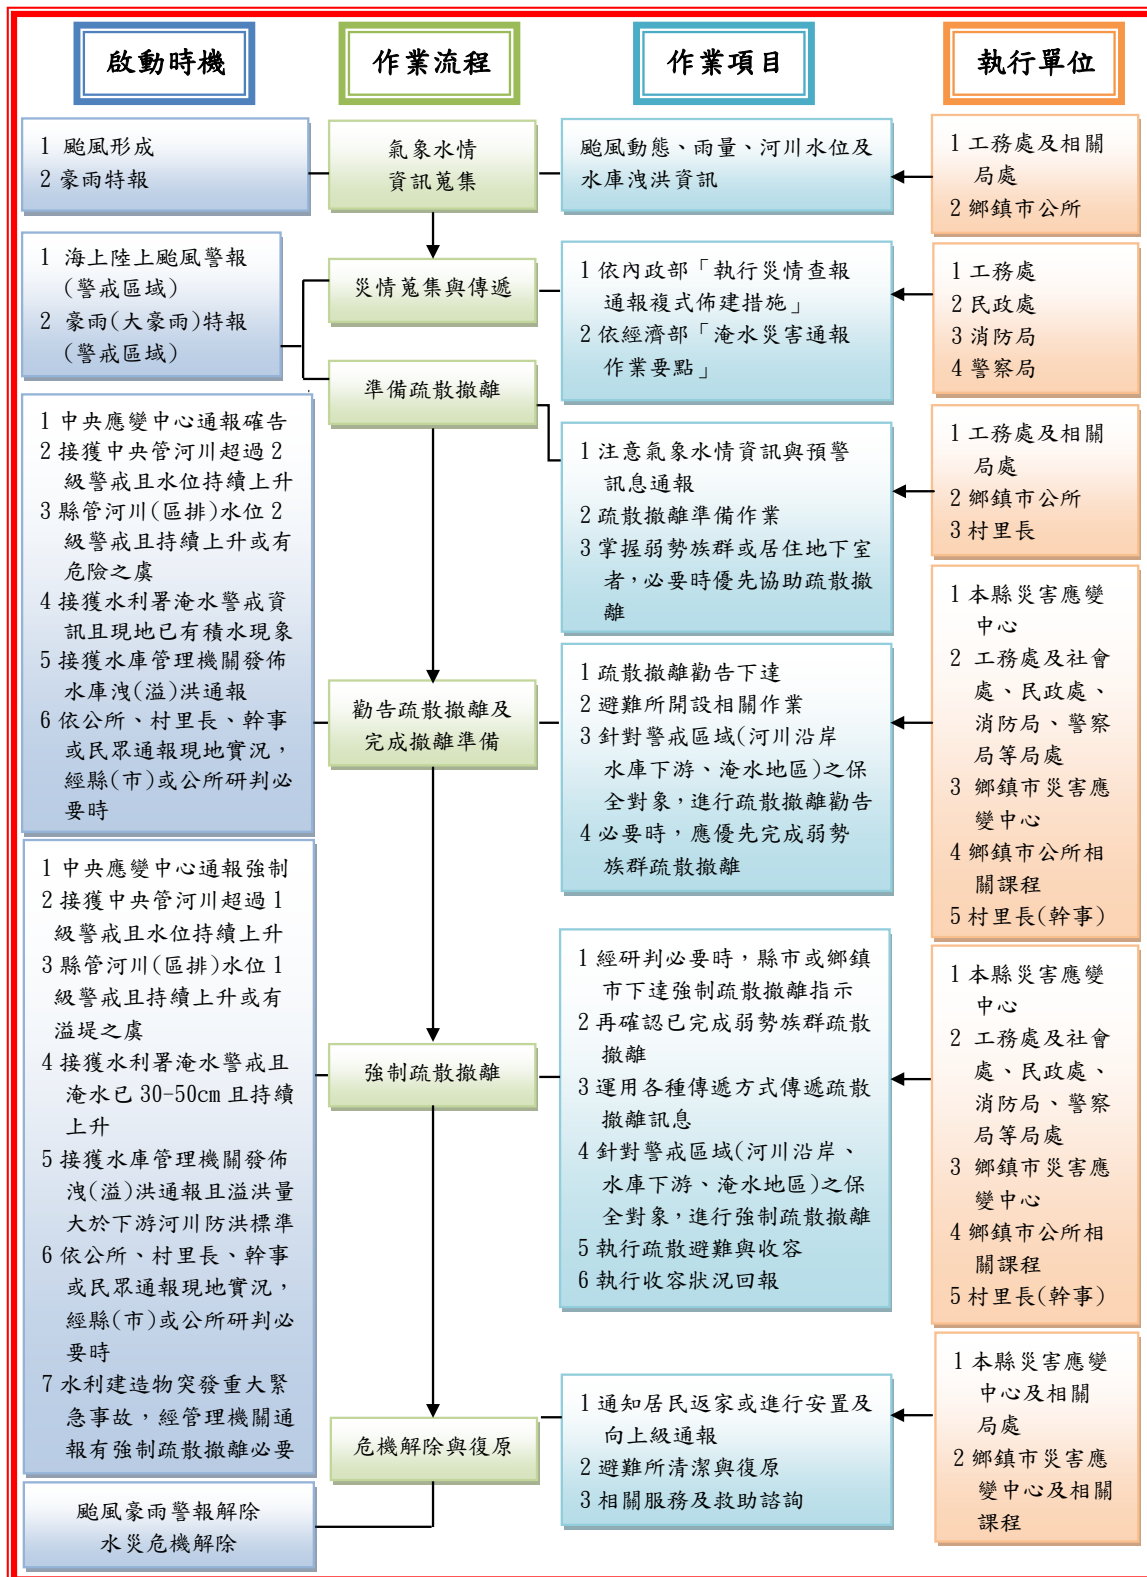 啟動時機
作業流程
作業項目
執行單位
1 颱風形成
2 豪雨特報
氣象水情
資訊蒐集
颱風動態、雨量、河川水位及
水庫洩洪資訊
1 工務處及相關
局處
2 鄉鎮市公所
1 海上陸上颱風警報
(警戒區域)
2 豪雨(大豪雨)特報
(警戒區域)
災情蒐集與傳遞
1 依內政部「執行災情查報
通報複式佈建措施」
2 依經濟部「淹水災害通報
作業要點」
1 工務處
2 民政處
3 消防局
4 警察局
準備疏散撤離
1 注意氣象水情資訊與預警
訊息通報
2 疏散撤離準備作業
3 掌握弱勢族群或居住地下室
者，必要時優先協助疏散撤
離
1 工務處及相關
局處
2 鄉鎮市公所
3 村里長
1 中央應變中心通報確告
2 接獲中央管河川超過 2
級警戒且水位持續上升
3 縣管河川(區排)水位 2
級警戒且持續上升或有
危險之虞
4 接獲水利署淹水警戒資
訊且現地已有積水現象
5 接獲水庫管理機關發佈
水庫洩(溢)洪通報
6 依公所、村里長、幹事
或民眾通報現地實況，
經縣(市)或公所研判必
要時
勸告疏散撤離及
完成撤離準備
1 疏散撤離勸告下達
2 避難所開設相關作業
3 針對警戒區域(河川沿岸
水庫下游、淹水地區)之保
全對象，進行疏散撤離勸告
4 必要時，應優先完成弱勢
族群疏散撤離
1 本縣災害應變
中心
2 工務處及社會
處、民政處、
消防局、警察
局等局處
3 鄉鎮市災害應
變中心
4 鄉鎮市公所相
關課程
5 村里長(幹事)
1 中央應變中心通報強制
2 接獲中央管河川超過 1
級警戒且水位持續上升
3 縣管河川(區排)水位 1
級警戒且持續上升或有
溢堤之虞
4 接獲水利署淹水警戒且
淹水已 30-50cm 且持續
上升
5 接獲水庫管理機關發佈
洩(溢)洪通報且溢洪量
大於下游河川防洪標準
6 依公所、村里長、幹事
或民眾通報現地實況，
經縣(市)或公所研判必
要時
7 水利建造物突發重大緊
急事故，經管理機關通
報有強制疏散撤離必要
強制疏散撤離
1 經研判必要時，縣市或鄉鎮
市下達強制疏散撤離指示
2 再確認已完成弱勢族群疏散
撤離
3 運用各種傳遞方式傳遞疏散
撤離訊息
4 針對警戒區域(河川沿岸、
水庫下游、淹水地區)之保
全對象，進行強制疏散撤離
5 執行疏散避難與收容
6 執行收容狀況回報
1 本縣災害應變
中心
2 工務處及社會
處、民政處、
消防局、警察
局等局處
3 鄉鎮市災害應
變中心
4 鄉鎮市公所相
關課程
5 村里長(幹事)
颱風豪雨警報解除
水災危機解除
危機解除與復原
1 通知居民返家或進行安置及
向上級通報
2 避難所清潔與復原
3 相關服務及救助諮詢
1 本縣災害應變
中心及相關
局處
2 鄉鎮市災害應
變中心及相關
課程